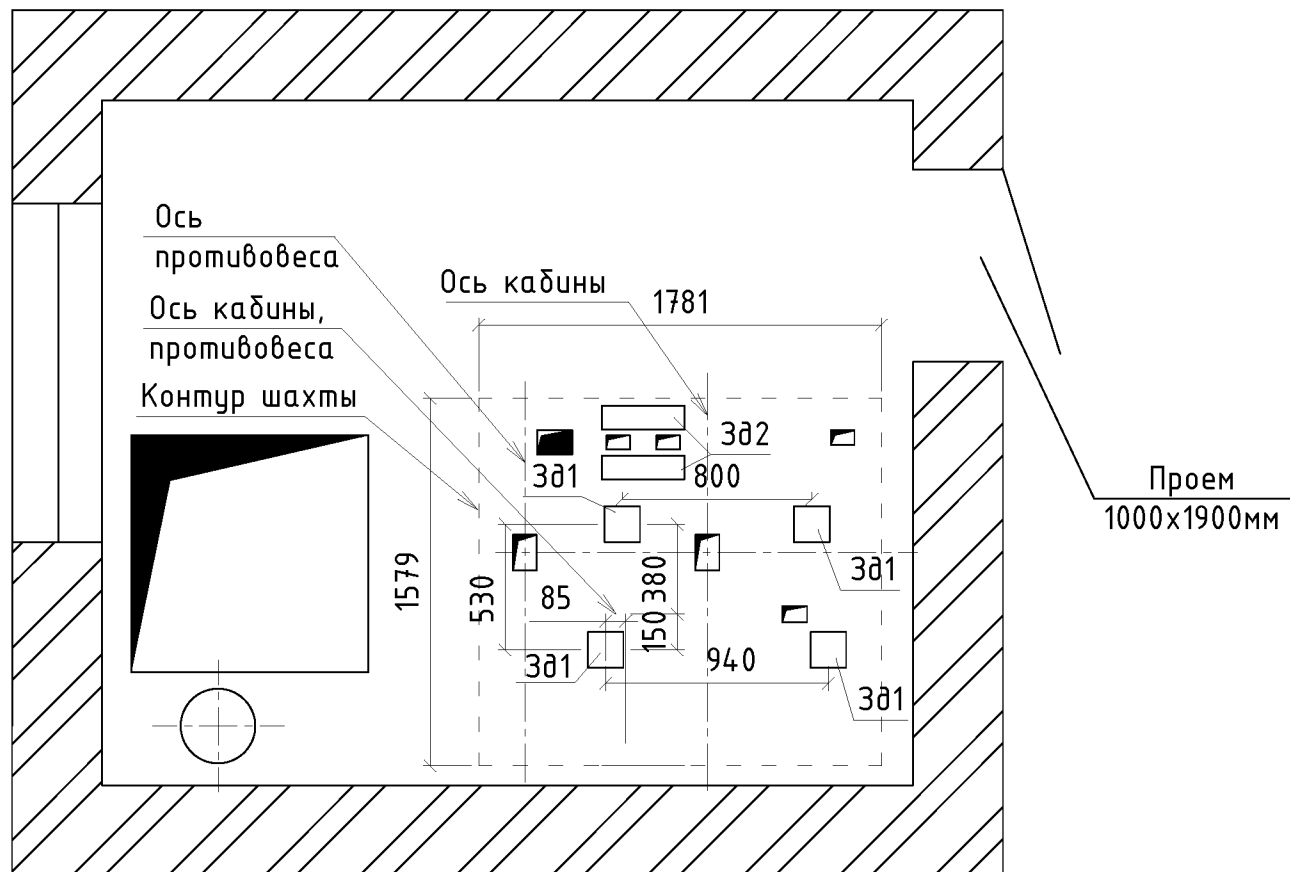 Ось
противовеса
Ось кабины
1781
Ось кабины,
противовеса
Контур шахты
Зд2
Зд1
800
Проем
1000х1900мм
1579
530
85
380
150
Зд1
Зд1
940
Зд1